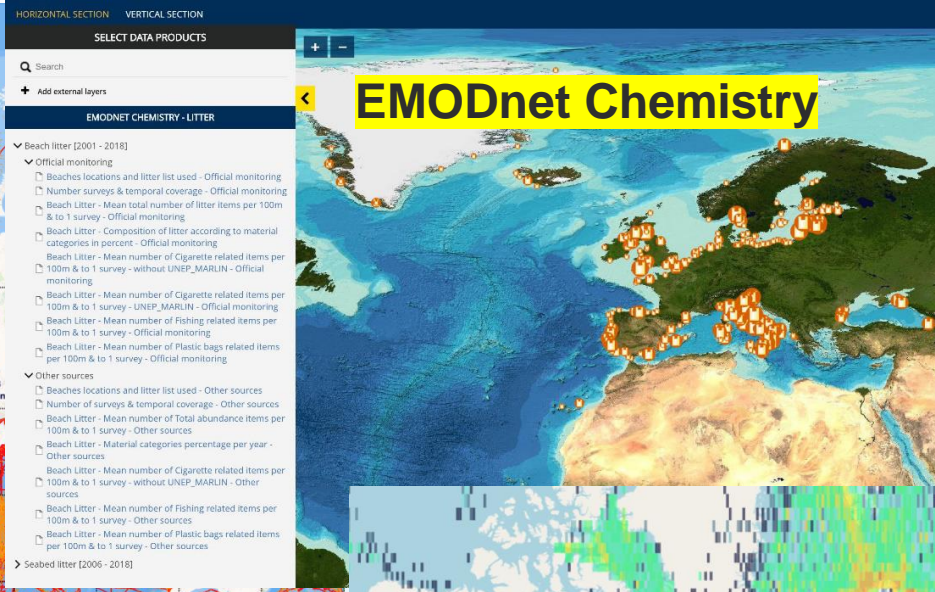 HORIZONTAL SECTION VERTICAL SECTION
SELECT DATA PRODUCTS
Search
Add external layers
EMODNET CHEMISTRY - LITTER
EMODnet Chemistry
Beach litter [2001 - 2018]
Official monitoring
Beaches locations and litter list used - Official monitoring
Number surveys & temporal coverage - Official monitoring
Beach Litter - Mean total number of litter items per 100m
& to 1 survey - Official monitoring
Beach Litter - Composition of litter according to material
categories in percent - Official monitoring
Beach Litter - Mean number of Cigarette related items per
100m & to 1 survey - without UNEP_MARLIN - Official
monitoring
Beach Litter - Mean number of Cigarette related items per
100m & to 1 survey - UNEP_MARLIN - Official monitoring
Beach Litter - Mean number of Fishing related items per
100m & to 1 survey - Official monitoring
Beach Litter - Mean number of Plastic bags related items
per 100m & to 1 survey - Official monitoring
Other sources
Beaches locations and litter list used - Other sources
Number of surveys & temporal coverage - Other sources
Beach Litter - Mean number of Total abundance items per
100m & to 1 survey - Other sources
Beach Litter - Material categories percentage per year -
Other sources
Beach Litter - Mean number of Cigarette related items per
100m & to 1 survey - without UNEP_MARLIN - Other
sources
Beach Litter - Mean number of Fishing related items per
100m & to 1 survey - Other sources
Beach Litter - Mean number of Plastic bags related items
per 100m & to 1 survey - Other sources
Seabed litter [2006 - 2018]